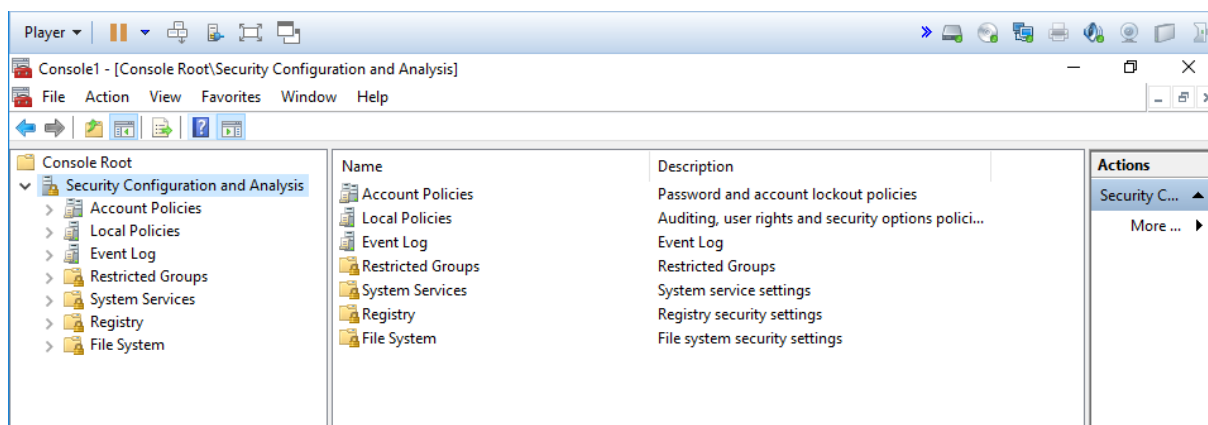 Player
Console1 - [Console Root\Security Configuration and Analysis]
File Action View Favorites Window Help
Console Root
Security Configuration and Analysis
Account Policies
Local Policies
Event Log
Restricted Groups
System Services
Registry
File System
Name Description
Account Policies Password and account lockout policies
Local Policies Auditing, user rights and security options polici...
Event Log Event Log
Restricted Groups Restricted Groups
System Services System service settings
Registry Registry security settings
File System File system security settings
Actions
Security C...
More ...